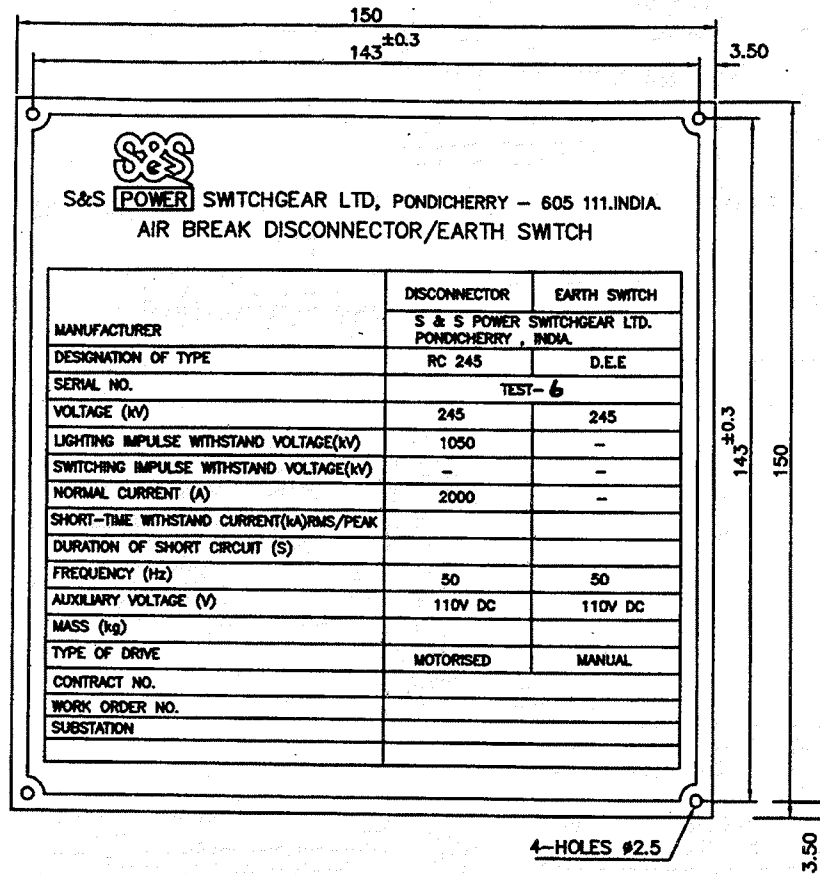 150
143±0.3
3.50
S&S
S&S POWER SWITCHGEAR LTD, PONDICHERRY – 605 111.INDIA.
AIR BREAK DISCONNECTOR/EARTH SWITCH
DISCONNECTOR EARTH SWITCH
MANUFACTURER S & S POWER SWITCHGEAR LTD.
PONDICHERRY , INDIA.
DESIGNATION OF TYPE RC 245 D.E.E
SERIAL NO. TEST- 6
VOLTAGE (kV) 245 245
LIGHTING IMPULSE WITHSTAND VOLTAGE(kV) 1050 –
SWITCHING IMPULSE WITHSTAND VOLTAGE(kV) – –
NORMAL CURRENT (A) 2000 –
SHORT-TIME WITHSTAND CURRENT(kA)RMS/PEAK
DURATION OF SHORT CIRCUIT (S)
FREQUENCY (Hz) 50 50
AUXILIARY VOLTAGE (V) 110V DC 110V DC
MASS (kg)
TYPE OF DRIVE MOTORISED MANUAL
CONTRACT NO.
WORK ORDER NO.
SUBSTATION
143±0.3
150
4-HOLES ø2.5
3.50